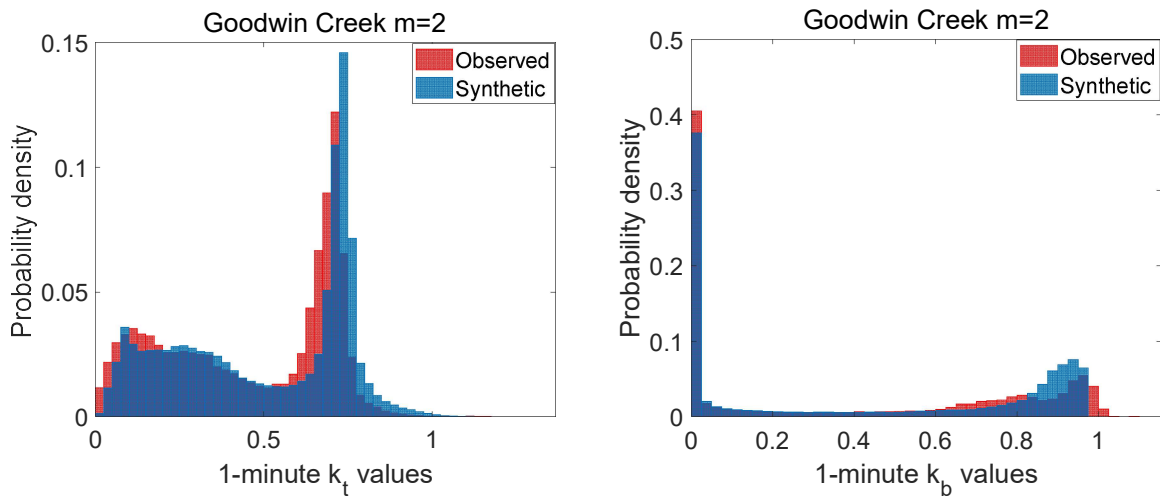 Goodwin Creek m=2
0.15
0.1
0.05
0
Probability density
Observed
Synthetic
0 0.5 1
1-minute k_t values
Goodwin Creek m=2
0.5
0.4
0.3
0.2
0.1
0
Probability density
Observed
Synthetic
0 0.2 0.4 0.6 0.8 1
1-minute k_b values